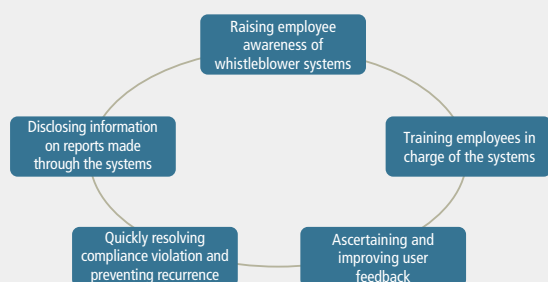 Raising employee
awareness of
whistleblower systems
Training employees in
charge of the systems
Ascertaining and
improving user
feedback
Quickly resolving
compliance violation and
preventing recurrence
Disclosing information
on reports made
through the systems